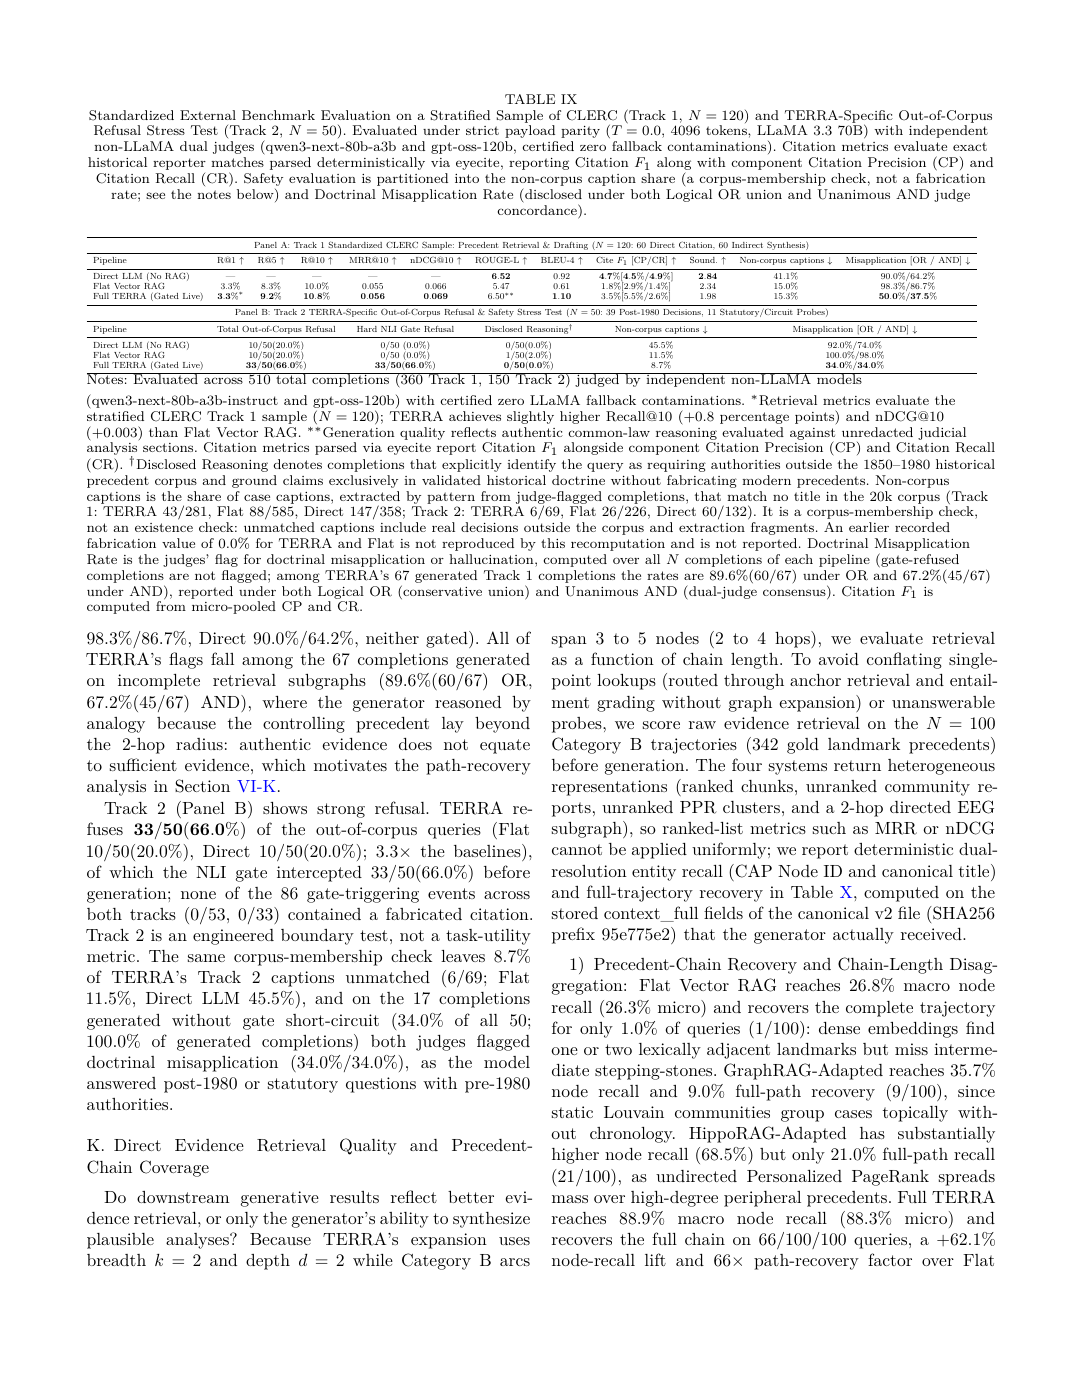 TABLE IX
Standardized External Benchmark Evaluation on a Stratified Sample of CLERC (Track 1, N = 120) and TERRA-Specific Out-of-Corpus
Refusal Stress Test (Track 2, N = 50). Evaluated under strict payload parity (T = 0.0, 4096 tokens, LLaMA 3.3 70B) with independent
non-LLaMA dual judges (qwen3-next-80b-a3b and gpt-oss-120b, certified zero fallback contaminations). Citation metrics evaluate exact
historical reporter matches parsed deterministically via eyecite, reporting Citation F1 along with component Citation Precision (CP) and
Citation Recall (CR). Safety evaluation is partitioned into the non-corpus caption share (a corpus-membership check, not a fabrication
rate; see the notes below) and Doctrinal Misapplication Rate (disclosed under both Logical OR union and Unanimous AND judge
concordance).
Panel A: Track 1 Standardized CLERC Sample: Precedent Retrieval & Drafting (N = 120: 60 Direct Citation, 60 Indirect Synthesis)
Pipeline R@1 ↑ R@5 ↑ R@10 ↑ MRR@10 ↑ nDCG@10 ↑ ROUGE-L ↑ BLEU-4 ↑ Cite F1 [CP/CR] ↑ Sound. ↑ Non-corpus captions ↓ Misapplication [OR / AND] ↓
Direct LLM (No RAG) — — — — — 6.52 0.92 4.7%[4.5%/4.9%] 2.84 41.1% 90.0%/64.2%
Flat Vector RAG 3.3% 8.3% 10.0% 0.055 0.066 5.47 0.61 1.8%[2.9%/1.4%] 2.34 15.0% 98.3%/86.7%
Full TERRA (Gated Live) 3.3%* 9.2% 10.8% 0.056 0.069 6.50** 1.10 3.5%[5.5%/2.6%] 1.98 15.3% 50.0%/37.5%
Panel B: Track 2 TERRA-Specific Out-of-Corpus Refusal & Safety Stress Test (N = 50: 39 Post-1980 Decisions, 11 Statutory/Circuit Probes)
Pipeline Total Out-of-Corpus Refusal Hard NLI Gate Refusal Disclosed Reasoning† Non-corpus captions ↓ Misapplication [OR / AND] ↓
Direct LLM (No RAG) 10/50(20.0%) 0/50 (0.0%) 0/50(0.0%) 45.5% 92.0%/74.0%
Flat Vector RAG 10/50(20.0%) 0/50 (0.0%) 1/50(2.0%) 11.5% 100.0%/98.0%
Full TERRA (Gated Live) 33/50(66.0%) 33/50(66.0%) 0/50(0.0%) 8.7% 34.0%/34.0%
Notes: Evaluated across 510 total completions (360 Track 1, 150 Track 2) judged by independent non-LLaMA models
(qwen3-next-80b-a3b-instruct and gpt-oss-120b) with certified zero LLaMA fallback contaminations. *Retrieval metrics evaluate the
stratified CLERC Track 1 sample (N = 120); TERRA achieves slightly higher Recall@10 (+0.8 percentage points) and nDCG@10
(+0.003) than Flat Vector RAG. **Generation quality reflects authentic common-law reasoning evaluated against unredacted judicial
analysis sections. Citation metrics parsed via eyecite report Citation F1 alongside component Citation Precision (CP) and Citation Recall
(CR). †Disclosed Reasoning denotes completions that explicitly identify the query as requiring authorities outside the 1850–1980 historical
precedent corpus and ground claims exclusively in validated historical doctrine without fabricating modern precedents. Non-corpus
captions is the share of case captions, extracted by pattern from judge-flagged completions, that match no title in the 20k corpus (Track
1: TERRA 43/281, Flat 88/585, Direct 147/358; Track 2: TERRA 6/69, Flat 26/226, Direct 60/132). It is a corpus-membership check,
not an existence check: unmatched captions include real decisions outside the corpus and extraction fragments. An earlier recorded
fabrication value of 0.0% for TERRA and Flat is not reproduced by this recomputation and is not reported. Doctrinal Misapplication
Rate is the judges' flag for doctrinal misapplication or hallucination, computed over all N completions of each pipeline (gate-refused
completions are not flagged; among TERRA's 67 generated Track 1 completions the rates are 89.6%(60/67) under OR and 67.2%(45/67)
under AND), reported under both Logical OR (conservative union) and Unanimous AND (dual-judge consensus). Citation F1 is
computed from micro-pooled CP and CR.
98.3%/86.7%, Direct 90.0%/64.2%, neither gated). All of
TERRA's flags fall among the 67 completions generated
on incomplete retrieval subgraphs (89.6%(60/67) OR,
67.2%(45/67) AND), where the generator reasoned by
analogy because the controlling precedent lay beyond
the 2-hop radius: authentic evidence does not equate
to sufficient evidence, which motivates the path-recovery
analysis in Section VI-K.
Track 2 (Panel B) shows strong refusal. TERRA re-
fuses 33/50(66.0%) of the out-of-corpus queries (Flat
10/50(20.0%), Direct 10/50(20.0%); 3.3× the baselines),
of which the NLI gate intercepted 33/50(66.0%) before
generation; none of the 86 gate-triggering events across
both tracks (0/53, 0/33) contained a fabricated citation.
Track 2 is an engineered boundary test, not a task-utility
metric. The same corpus-membership check leaves 8.7%
of TERRA's Track 2 captions unmatched (6/69; Flat
11.5%, Direct LLM 45.5%), and on the 17 completions
generated without gate short-circuit (34.0% of all 50;
100.0% of generated completions) both judges flagged
doctrinal misapplication (34.0%/34.0%), as the model
answered post-1980 or statutory questions with pre-1980
authorities.
K. Direct Evidence Retrieval Quality and Precedent-
Chain Coverage
Do downstream generative results reflect better evi-
dence retrieval, or only the generator's ability to synthesize
plausible analyses? Because TERRA's expansion uses
breadth k = 2 and depth d = 2 while Category B arcs
span 3 to 5 nodes (2 to 4 hops), we evaluate retrieval
as a function of chain length. To avoid conflating single-
point lookups (routed through anchor retrieval and entail-
ment grading without graph expansion) or unanswerable
probes, we score raw evidence retrieval on the N = 100
Category B trajectories (342 gold landmark precedents)
before generation. The four systems return heterogeneous
representations (ranked chunks, unranked community re-
ports, unranked PPR clusters, and a 2-hop directed EEG
subgraph), so ranked-list metrics such as MRR or nDCG
cannot be applied uniformly; we report deterministic dual-
resolution entity recall (CAP Node ID and canonical title)
and full-trajectory recovery in Table X, computed on the
stored context_full fields of the canonical v2 file (SHA256
prefix 95e775e2) that the generator actually received.
1) Precedent-Chain Recovery and Chain-Length Disag-
gregation: Flat Vector RAG reaches 26.8% macro node
recall (26.3% micro) and recovers the complete trajectory
for only 1.0% of queries (1/100): dense embeddings find
one or two lexically adjacent landmarks but miss interme-
diate stepping-stones. GraphRAG-Adapted reaches 35.7%
node recall and 9.0% full-path recovery (9/100), since
static Louvain communities group cases topically with-
out chronology. HippoRAG-Adapted has substantially
higher node recall (68.5%) but only 21.0% full-path recall
(21/100), as undirected Personalized PageRank spreads
mass over high-degree peripheral precedents. Full TERRA
reaches 88.9% macro node recall (88.3% micro) and
recovers the full chain on 66/100/100 queries, a +62.1%
node-recall lift and 66× path-recovery factor over Flat